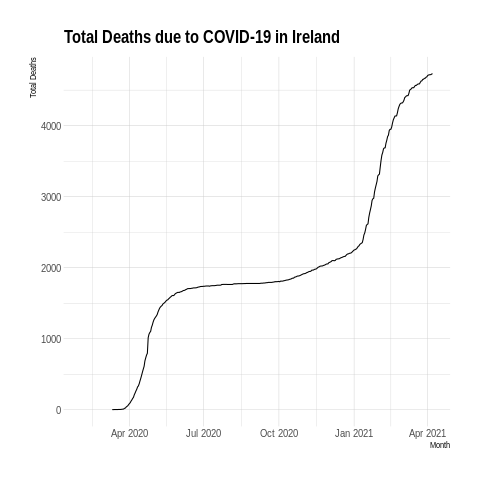 Total Deaths due to COVID-19 in Ireland
Total Deaths
4000
3000
2000
1000
0
Apr 2020 Jul 2020 Oct 2020 Jan 2021 Apr 2021
Month